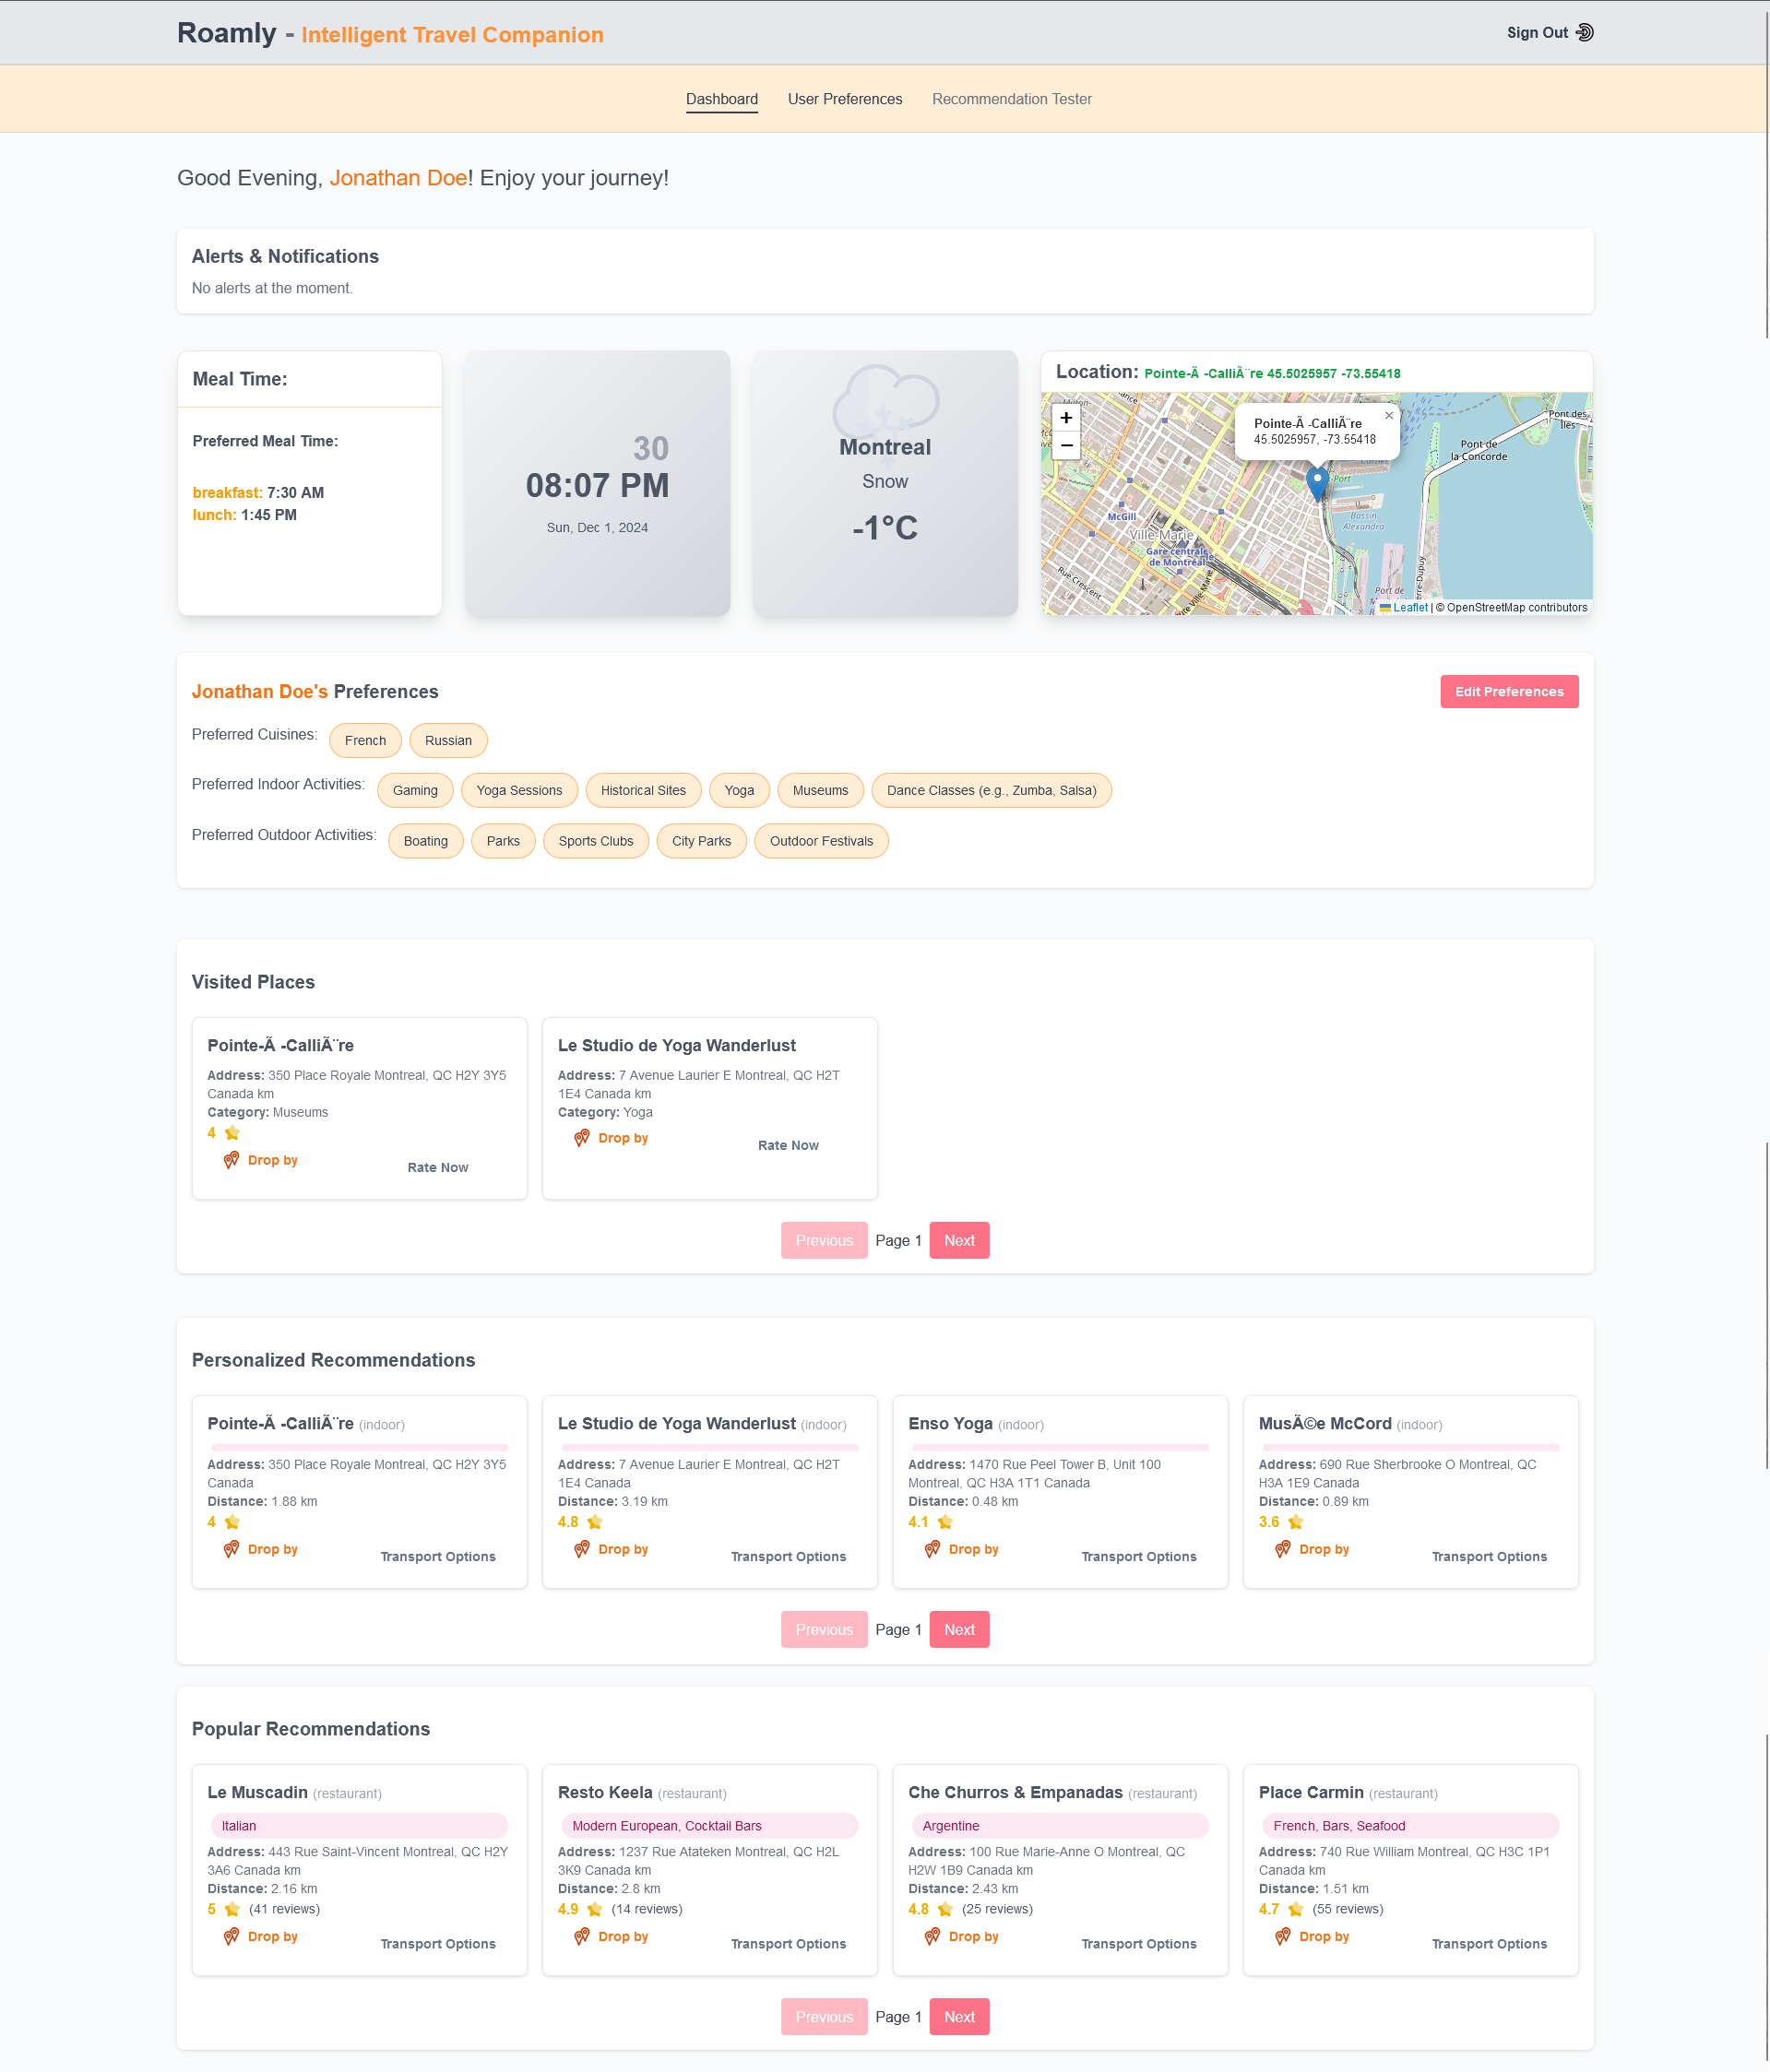 Roamly - Intelligent Travel Companion
Sign Out
Dashboard User Preferences Recommendation Tester
Good Evening, Jonathan Doe! Enjoy your journey!
Alerts & Notifications
No alerts at the moment.
Meal Time:
Preferred Meal Time:
breakfast: 7:30 AM
lunch: 1:45 PM
30
08:07 PM
Sun, Dec 1, 2024
Montreal
Snow
-1°C
Location: Pointe-Ã -CalliÃ¨re 45.5025957 -73.55418
+
−
Pointe-Ã -CalliÃ¨re
45.5025957, -73.55418
×
Pont des
Îles
Pont de
la Concorde
McGill
Ville-Marie
Gare centrale
de Montréal
Rue Crescent
Bassin
Alexandra
Port de
Leaflet | © OpenStreetMap contributors
Jonathan Doe's Preferences
Edit Preferences
Preferred Cuisines: French Russian
Preferred Indoor Activities: Gaming Yoga Sessions Historical Sites Yoga Museums Dance Classes (e.g., Zumba, Salsa)
Preferred Outdoor Activities: Boating Parks Sports Clubs City Parks Outdoor Festivals
Visited Places
Pointe-Ã -CalliÃ¨re
Address: 350 Place Royale Montreal, QC H2Y 3Y5
Canada km
Category: Museums
4
Drop by
Rate Now
Le Studio de Yoga Wanderlust
Address: 7 Avenue Laurier E Montreal, QC H2T
1E4 Canada km
Category: Yoga
Drop by
Rate Now
Previous Page 1 Next
Personalized Recommendations
Pointe-Ã -CalliÃ¨re (indoor)
Address: 350 Place Royale Montreal, QC H2Y 3Y5
Canada
Distance: 1.88 km
4
Drop by
Transport Options
Le Studio de Yoga Wanderlust (indoor)
Address: 7 Avenue Laurier E Montreal, QC H2T
1E4 Canada
Distance: 3.19 km
4.8
Drop by
Transport Options
Enso Yoga (indoor)
Address: 1470 Rue Peel Tower B, Unit 100
Montreal, QC H3A 1T1 Canada
Distance: 0.48 km
4.1
Drop by
Transport Options
MusÃ©e McCord (indoor)
Address: 690 Rue Sherbrooke O Montreal, QC
H3A 1E9 Canada
Distance: 0.89 km
3.6
Drop by
Transport Options
Previous Page 1 Next
Popular Recommendations
Le Muscadin (restaurant)
Italian
Address: 443 Rue Saint-Vincent Montreal, QC H2Y
3A6 Canada km
Distance: 2.16 km
5 (41 reviews)
Drop by
Transport Options
Resto Keela (restaurant)
Modern European, Cocktail Bars
Address: 1237 Rue Atateken Montreal, QC H2L
3K9 Canada km
Distance: 2.8 km
4.9 (14 reviews)
Drop by
Transport Options
Che Churros & Empanadas (restaurant)
Argentine
Address: 100 Rue Marie-Anne O Montreal, QC
H2W 1B9 Canada km
Distance: 2.43 km
4.8 (25 reviews)
Drop by
Transport Options
Place Carmin (restaurant)
French, Bars, Seafood
Address: 740 Rue William Montreal, QC H3C 1P1
Canada km
Distance: 1.51 km
4.7 (55 reviews)
Drop by
Transport Options
Previous Page 1 Next